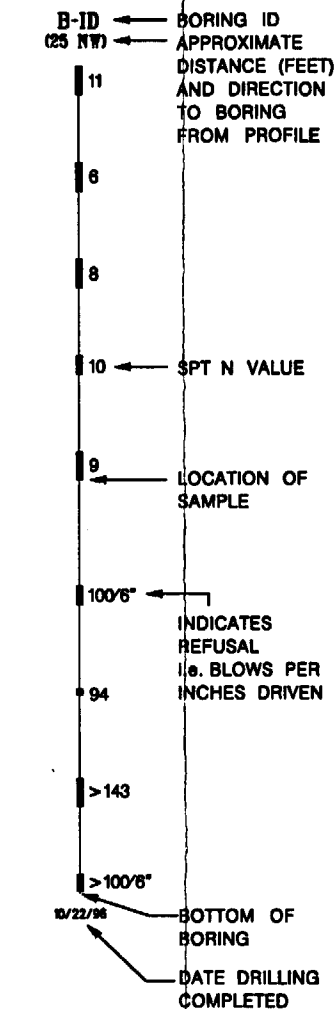 B-ID BORING ID
(25 NW) APPROXIMATE
DISTANCE (FEET)
11 AND DIRECTION
TO BORING
FROM PROFILE
6
8
10 SPT N VALUE
9
LOCATION OF
SAMPLE
100/6"
INDICATES
REFUSAL
i.e. BLOWS PER
94 INCHES DRIVEN
>143
>100/6"
10/22/96 BOTTOM OF
BORING
DATE DRILLING
COMPLETED